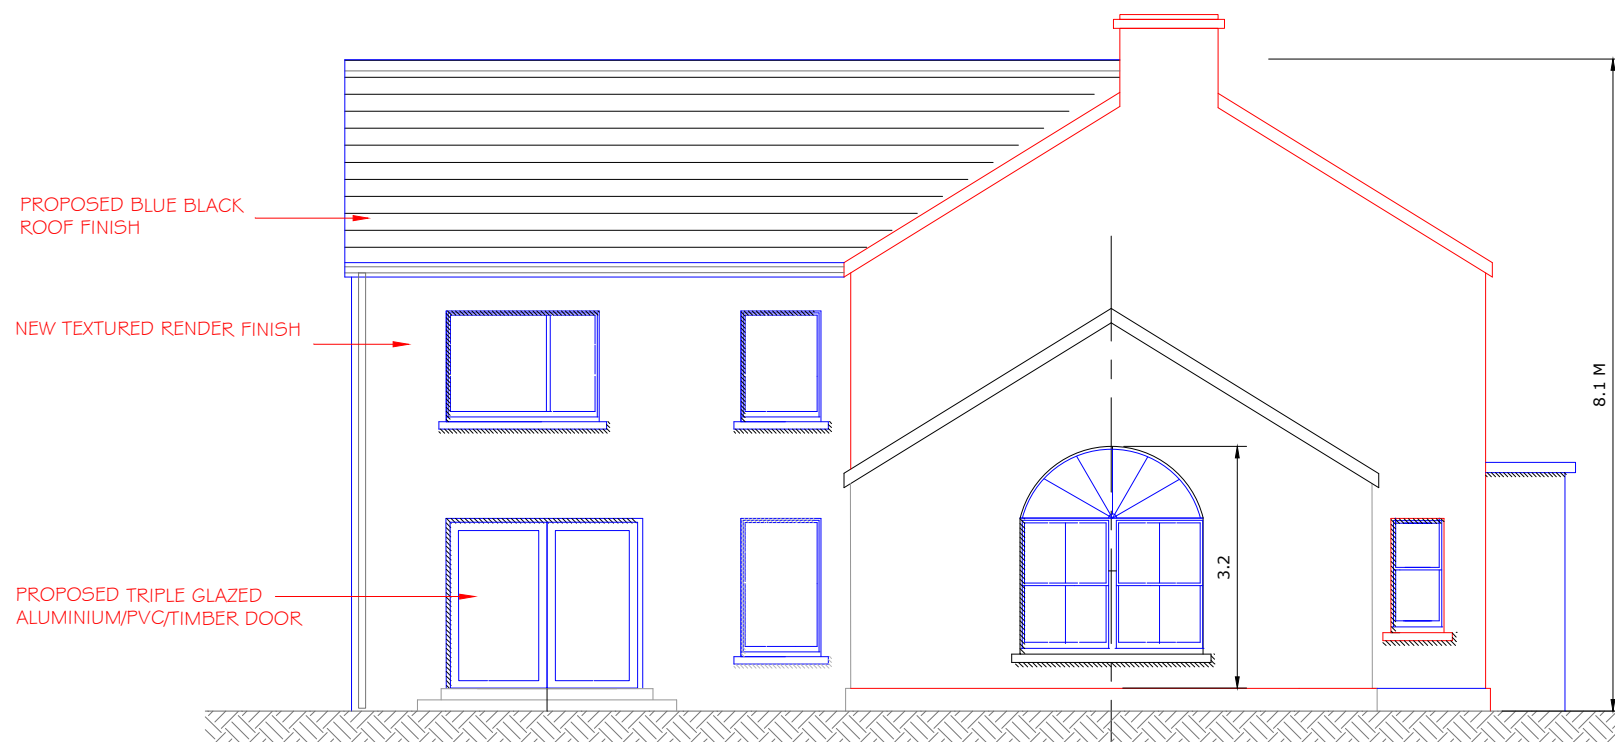 PROPOSED BLUE BLACK
ROOF FINISH
NEW TEXTURED RENDER FINISH
8.1 M
3.2
PROPOSED TRIPLE GLAZED
ALUMINIUM/PVC/TIMBER DOOR